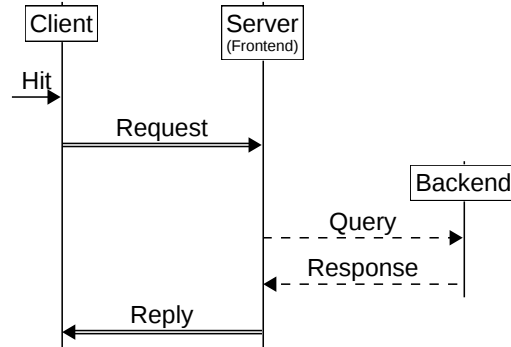 Client
Server
(Frontend)
Hit
Request
Backend
Query
Response
Reply